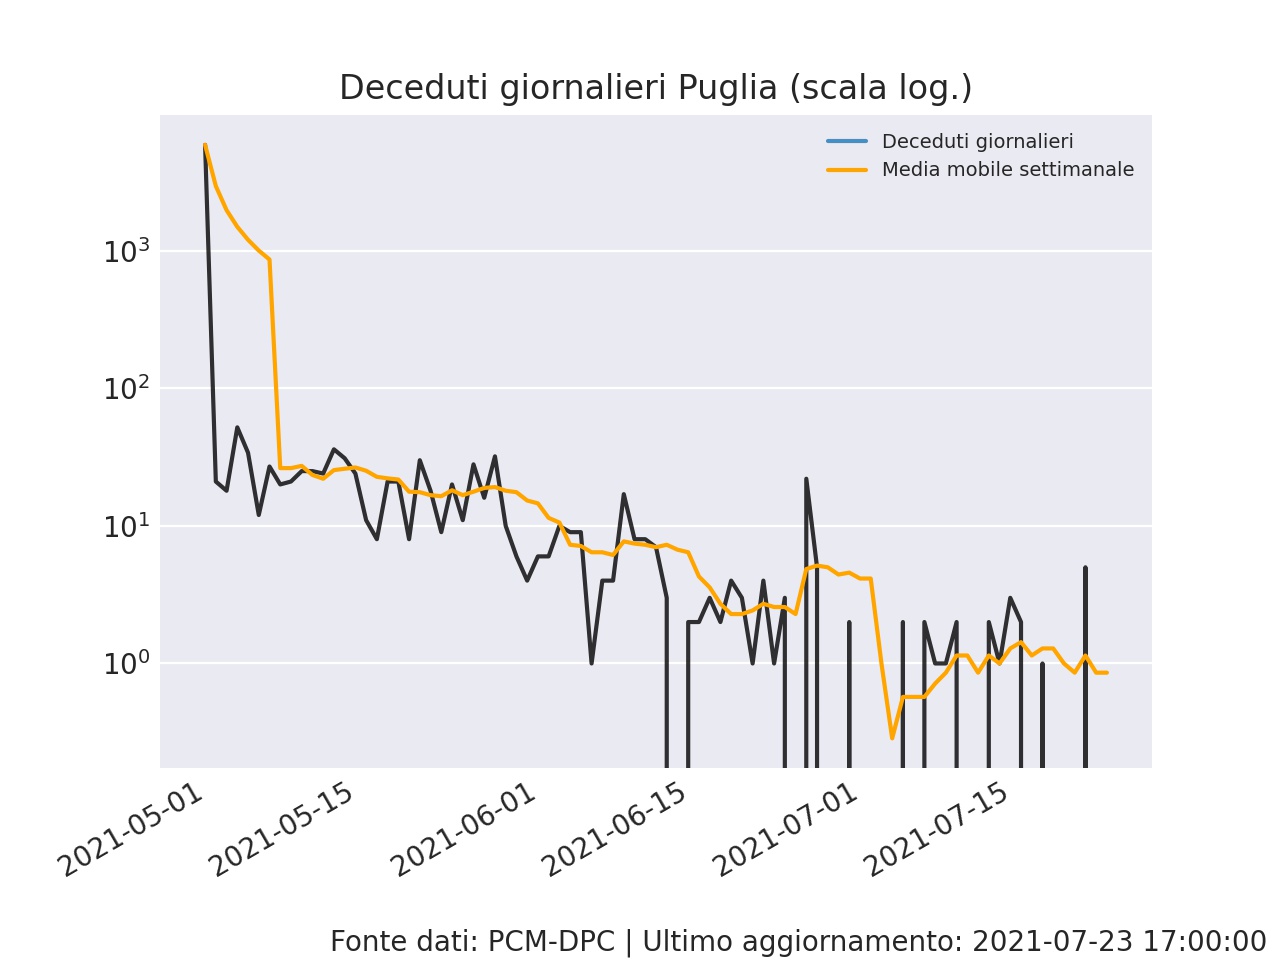 Deceduti giornalieri Puglia (scala log.)
Deceduti giornalieri
Media mobile settimanale
10³
10²
10¹
10⁰
2021-05-01
2021-05-15
2021-06-01
2021-06-15
2021-07-01
2021-07-15
Fonte dati: PCM-DPC | Ultimo aggiornamento: 2021-07-23 17:00:00